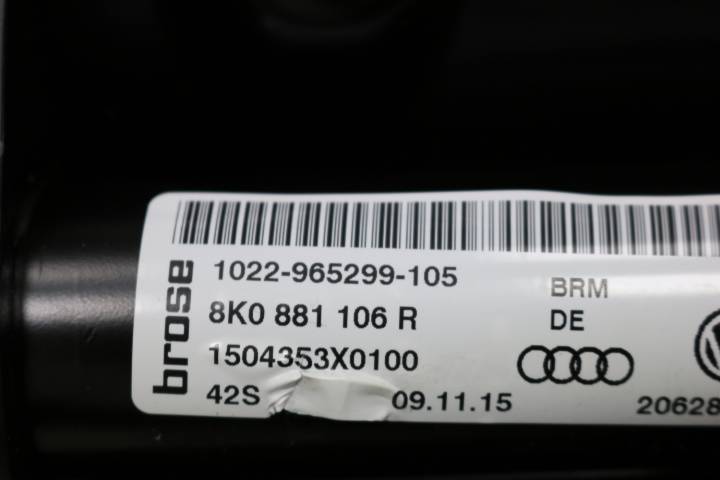 brose
1022-965299-105
BRM
8K0 881 106 R
DE
1504353X0100
42S
09.11.15
20628